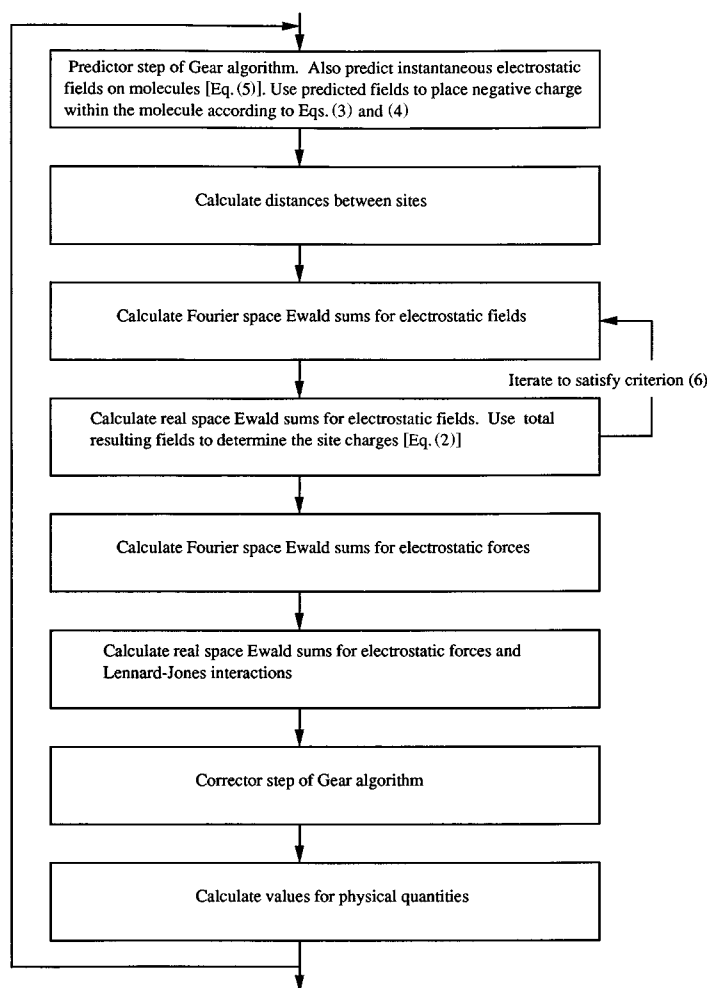 Predictor step of Gear algorithm. Also predict instantaneous electrostatic
fields on molecules [Eq. (5)]. Use predicted fields to place negative charge
within the molecule according to Eqs. (3) and (4)
Calculate distances between sites
Calculate Fourier space Ewald sums for electrostatic fields
Iterate to satisfy criterion (6)
Calculate real space Ewald sums for electrostatic fields. Use total
resulting fields to determine the site charges [Eq. (2)]
Calculate Fourier space Ewald sums for electrostatic forces
Calculate real space Ewald sums for electrostatic forces and
Lennard-Jones interactions
Corrector step of Gear algorithm
Calculate values for physical quantities